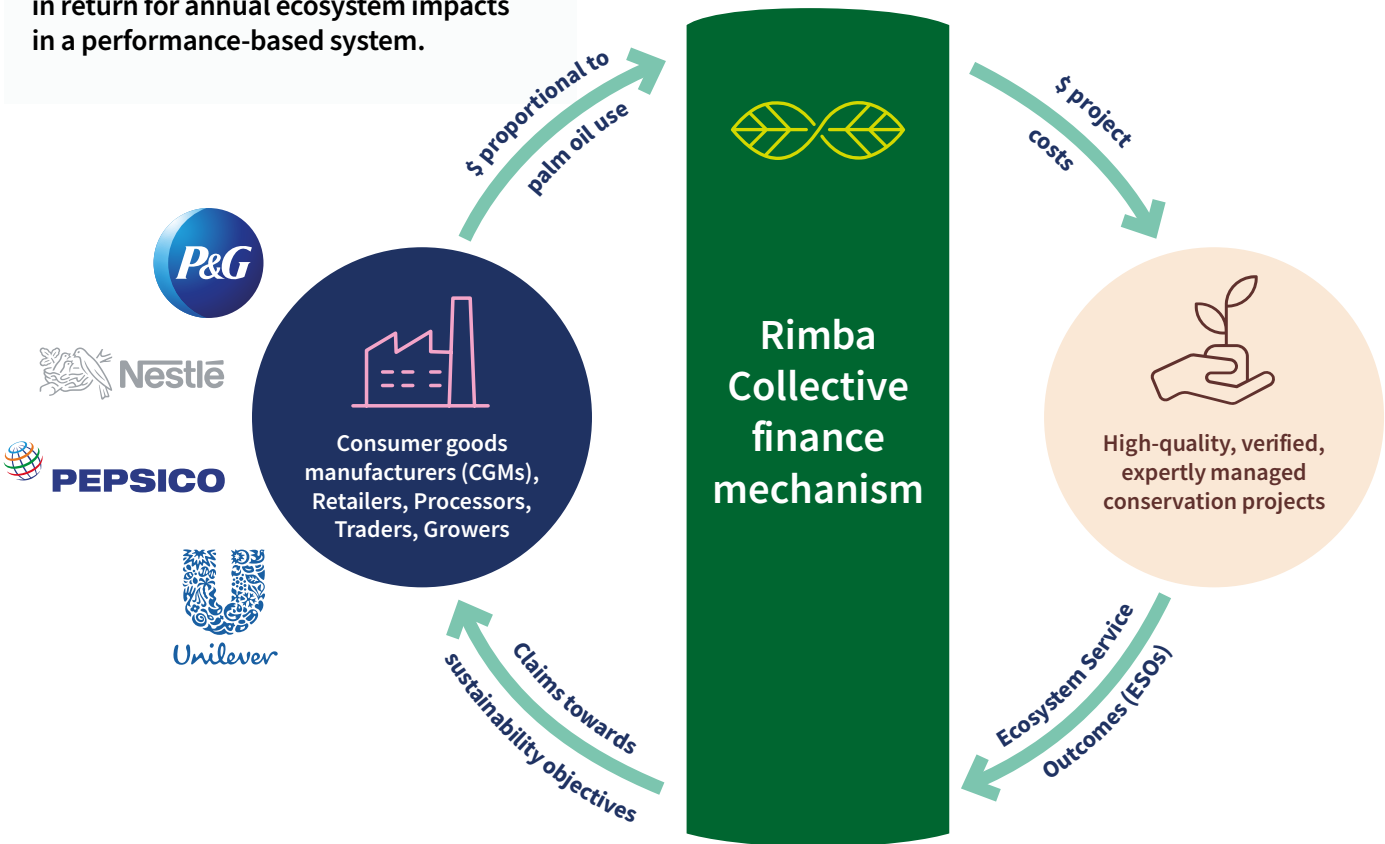 in return for annual ecosystem impacts
in a performance-based system.
$ proportional to
palm oil use
$ project
costs
P&G
Nestlé
PEPSICO
Unilever
Consumer goods
manufacturers (CGMs),
Retailers, Processors,
Traders, Growers
Rimba
Collective
finance
mechanism
High-quality, verified,
expertly managed
conservation projects
Claims towards
sustainability objectives
Ecosystem Service
Outcomes (ESOs)